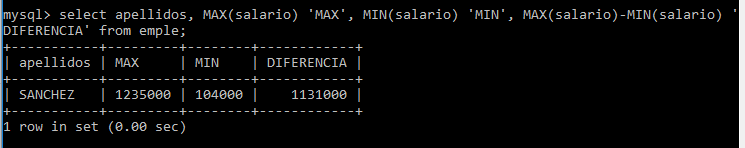 mysql> select apellidos, MAX(salario) 'MAX', MIN(salario) 'MIN', MAX(salario)-MIN(salario) '
DIFERENCIA' from emple;
+-----------+---------+--------+------------+
| apellidos | MAX     | MIN    | DIFERENCIA |
+-----------+---------+--------+------------+
| SANCHEZ   | 1235000 | 104000 |    1131000 |
+-----------+---------+--------+------------+
1 row in set (0.00 sec)